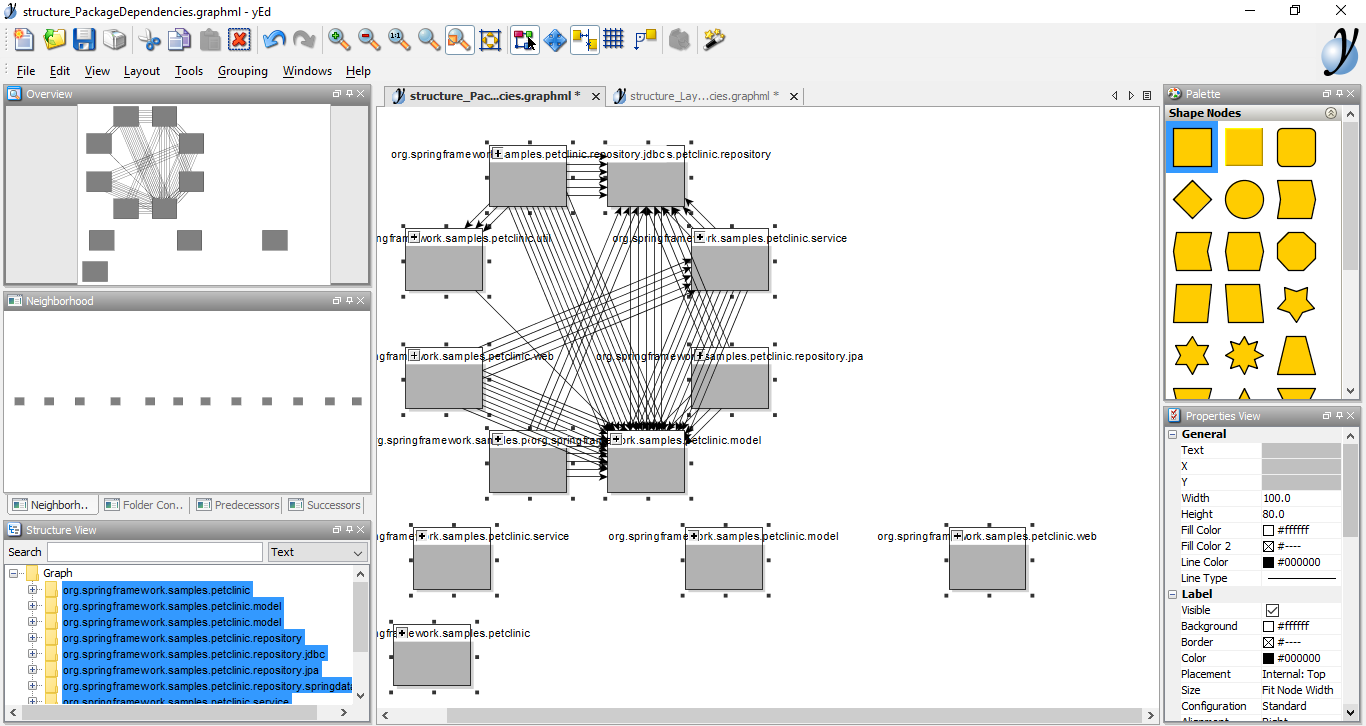 structure_PackageDependencies.graphml - yEd
File Edit View Layout Tools Grouping Windows Help
Overview
Neighborhood
Neighborh..
Folder Con..
Predecessors
Successors
Structure View
Search
Text
Graph
org.springframework.samples.petclinic
org.springframework.samples.petclinic.model
org.springframework.samples.petclinic.model
org.springframework.samples.petclinic.repository
org.springframework.samples.petclinic.repository.jdbc
org.springframework.samples.petclinic.repository.jpa
org.springframework.samples.petclinic.repository.springdata
org.springframework.samples.petclinic.service
structure_Pac...cies.graphml *
structure_Lay...cies.graphml *
org.springframework.samples.petclinic.repository.jdbc s.petclinic.repository
ngframework.samples.petclinic.util
org.springframework.samples.petclinic.service
ngframework.samples.petclinic.web
org.springframework.samples.petclinic.repository.jpa
org.springframework.samples.petclinic.model
ngframework.samples.petclinic.service
org.springframework.samples.petclinic.model
org.springframework.samples.petclinic.web
ngframework.samples.petclinic
Palette
Shape Nodes
Properties View
General
Text
X
Y
Width 100.0
Height 80.0
Fill Color #ffffff
Fill Color 2 #----
Line Color #000000
Line Type
Label
Visible
Background #ffffff
Border #----
Color #000000
Placement Internal: Top
Size Fit Node Width
Configuration Standard
Alignment Right